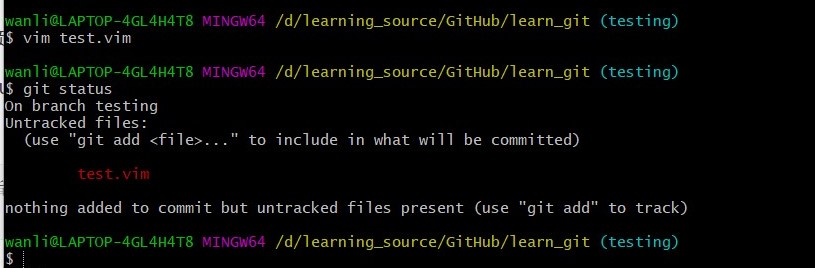 wanli@LAPTOP-4GL4H4T8 MINGW64 /d/learning_source/GitHub/learn_git (testing)
$ vim test.vim
wanli@LAPTOP-4GL4H4T8 MINGW64 /d/learning_source/GitHub/learn_git (testing)
$ git status
On branch testing
Untracked files:
  (use "git add <file>..." to include in what will be committed)
        test.vim
nothing added to commit but untracked files present (use "git add" to track)
wanli@LAPTOP-4GL4H4T8 MINGW64 /d/learning_source/GitHub/learn_git (testing)
$